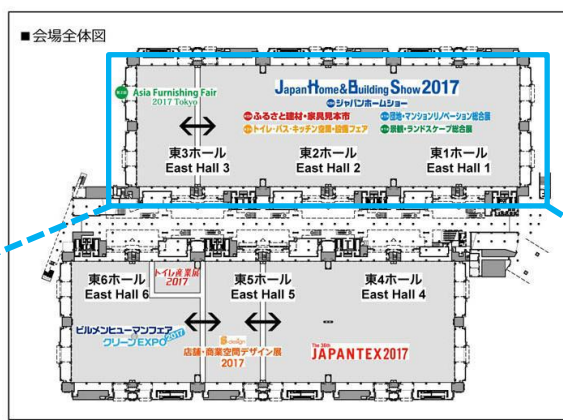 ■会場全体図
Asia Furnishing Fair
2017 Tokyo
Japan Home & Building Show 2017
ジャパンホームショー
ふるさと建材・家具見本市
団地・マンションリノベーション総合展
トイレ・バス・キッチン空間・設備フェア
景観・ランドスケープ総合展
東3ホール
East Hall 3
東2ホール
East Hall 2
東1ホール
East Hall 1
東6ホール
East Hall 6
トイレ産業展
2017
東5ホール
East Hall 5
東4ホール
East Hall 4
ビルメンヒューマンフェア
クリーンEXPO 2017
S-design
店舗・商業空間デザイン展
2017
The 36th
JAPANTEX2017